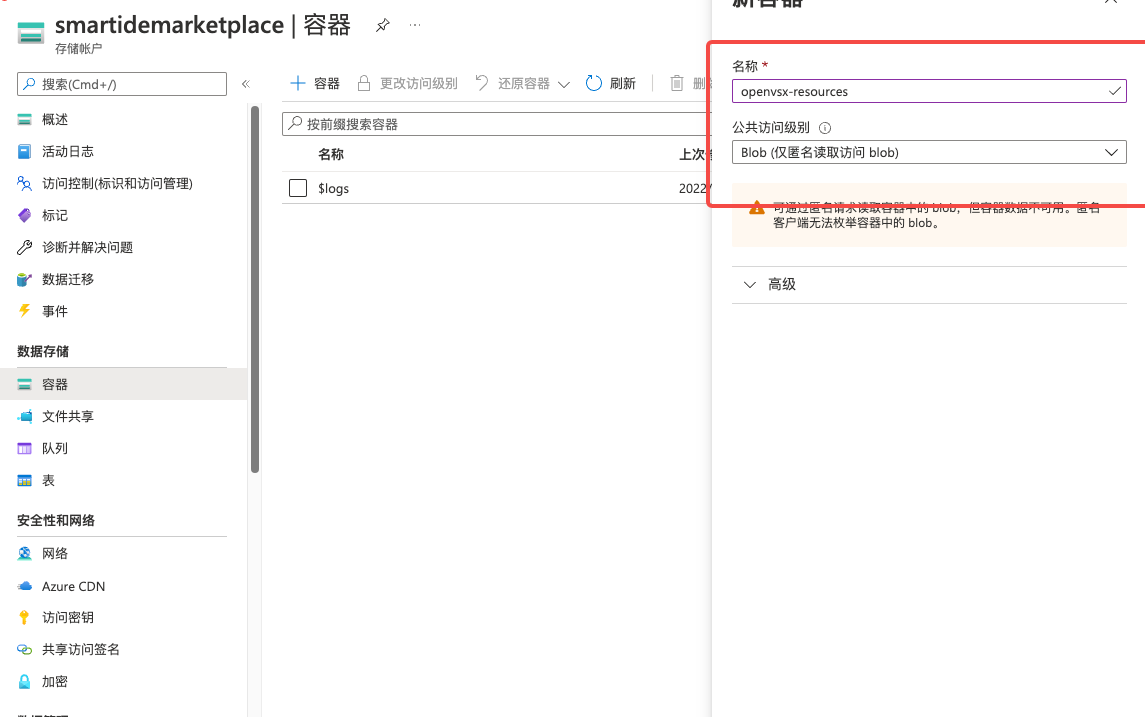 smartidemarketplace | 容器
存储帐户
搜索(Cmd+/)
概述
活动日志
访问控制(标识和访问管理)
标记
诊断并解决问题
数据迁移
事件
数据存储
容器
文件共享
队列
表
安全性和网络
网络
Azure CDN
访问密钥
共享访问签名
加密
容器
更改访问级别
还原容器
刷新
按前缀搜索容器
名称
上次
$logs
2022/
新容器
名称 *
openvsx-resources
公共访问级别
Blob (仅匿名读取访问 blob)
可通过匿名请求读取容器中的 blob，但容器数据不可用。匿名
客户端无法枚举容器中的 blob。
高级